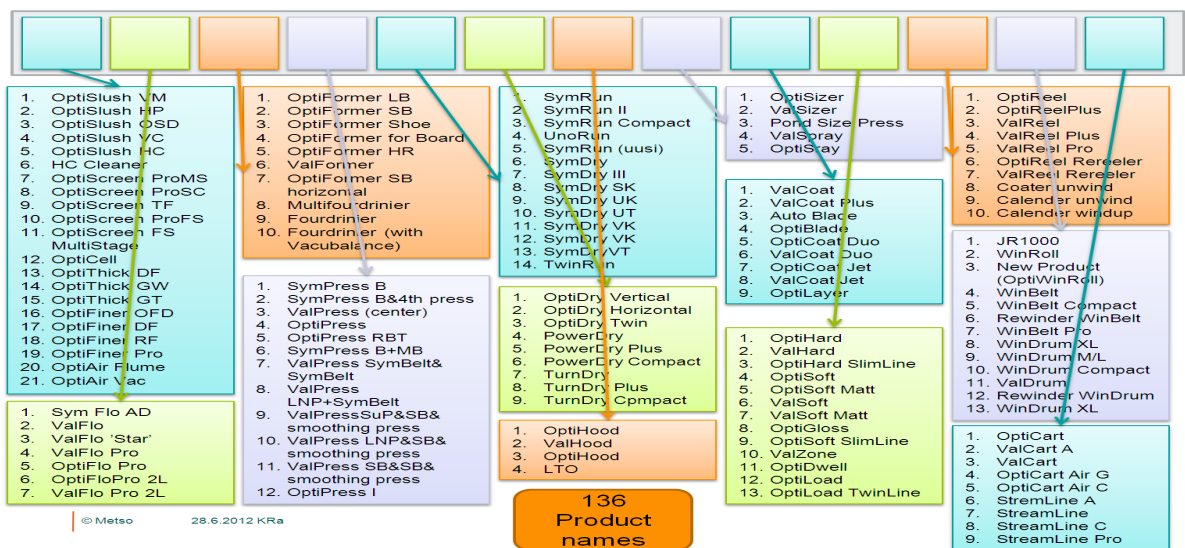 1. OptiSlush VM
2. OptiSlush HP
3. OptiSlush OSD
4. OptiSlush VC
5. OptiSlush HC
6. HC Cleaner
7. OptiScreen ProMS
8. OptiScreen ProSC
9. OptiScreen TF
10. OptiScreen ProFS
11. OptiScreen FS
MultiStage
12. OptiCell
13. OptiThick DF
14. OptiThick GW
15. OptiThick GT
16. OptiFiner OFD
17. OptiFiner DF
18. OptiFiner RF
19. OptiFiner Pro
20. OptiAir Flume
21. OptiAir Vac
1. Sym Flo AD
2. ValFlo
3. ValFlo 'Star'
4. ValFlo Pro
5. OptiFlo Pro
6. OptiFloPro 2L
7. ValFlo Pro 2L
1. OptiFormer LB
2. OptiFormer SB
3. OptiFormer Shoe
4. OptiFormer for Board
5. OptiFormer HR
6. ValFormer
7. OptiFormer SB
horizontal
8. Multifourdrinier
9. Fourdrinier
10. Fourdrinier (with
Vacubalance)
1. SymPress B
2. SymPress B&4th press
3. ValPress (center)
4. OptiPress
5. OptiPress RBT
6. SymPress B+MB
7. ValPress SymBelt&
SymBelt
8. ValPress
LNP+SymBelt
9. ValPressSuP&SB&
smoothing press
10. ValPress LNP&SB&
smoothing press
11. ValPress SB&SB&
smoothing press
12. OptiPress I
1. SymRun
2. SymRun II
3. SymRun Compact
4. UnoRun
5. SymRun (uusi)
6. SymDry
7. SymDry III
8. SymDry SK
9. SymDry UK
10. SymDry UT
11. SymDry VK
12. SymDry VK
13. SymDryVT
14. TwinRun
1. OptiDry Vertical
2. OptiDry Horizontal
3. OptiDry Twin
4. PowerDry
5. PowerDry Plus
6. PowerDry Compact
7. TurnDry
8. TurnDry Plus
9. TurnDry Cpmpact
1. OptiHood
2. ValHood
3. OptiHood
4. LTO
1. OptiSizer
2. ValSizer
3. Pond Size Press
4. ValSpray
5. OptiSray
1. ValCoat
2. ValCoat Plus
3. Auto Blade
4. OptiBlade
5. OptiCoat Duo
6. ValCoat Duo
7. OptiCoat Jet
8. ValCoat Jet
9. OptiLayer
1. OptiHard
2. ValHard
3. OptiHard SlimLine
4. OptiSoft
5. OptiSoft Matt
6. ValSoft
7. ValSoft Matt
8. OptiGloss
9. OptiSoft SlimLine
10. ValZone
11. OptiDwell
12. OptiLoad
13. OptiLoad TwinLine
1. OptiReel
2. OptiReelPlus
3. ValReel
4. ValReel Plus
5. ValReel Pro
6. OptiReel Rereeler
7. ValReel Rereeler
8. Coater unwind
9. Calender unwind
10. Calender windup
1. JR1000
2. WinRoll
3. New Product
(OptiWinRoll)
4. WinBelt
5. WinBelt Compact
6. Rewinder WinBelt
7. WinBelt Pro
8. WinDrum XL
9. WinDrum M/L
10. WinDrum Compact
11. ValDrum
12. Rewinder WinDrum
13. WinDrum XL
1. OptiCart
2. ValCart A
3. ValCart
4. OptiCart Air G
5. OptiCart Air C
6. StremLine A
7. StreamLine
8. StreamLine C
9. StreamLine Pro
136
Product
names
© Metso 28.6.2012 KRa